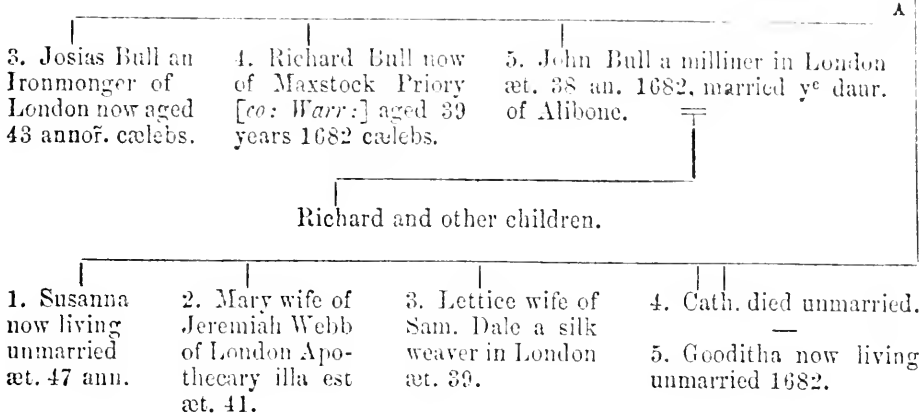 A
3. Josias Bull an
Ironmonger of
London now aged
43 annor̃. cælebs.
4. Richard Bull now
of Maxstock Priory
[co: Warr:] aged 39
years 1682 cælebs.
5. John Bull a milliner in London
æt. 38 an. 1682. married yᵉ daur.
of Alibone.
Richard and other children.
1. Susanna
now living
unmarried
æt. 47 ann.
2. Mary wife of
Jeremiah Webb
of London Apo-
thecary illa est
æt. 41.
3. Lettice wife of
Sam. Dale a silk
weaver in London
æt. 39.
4. Cath. died unmarried.
5. Gooditha now living
unmarried 1682.